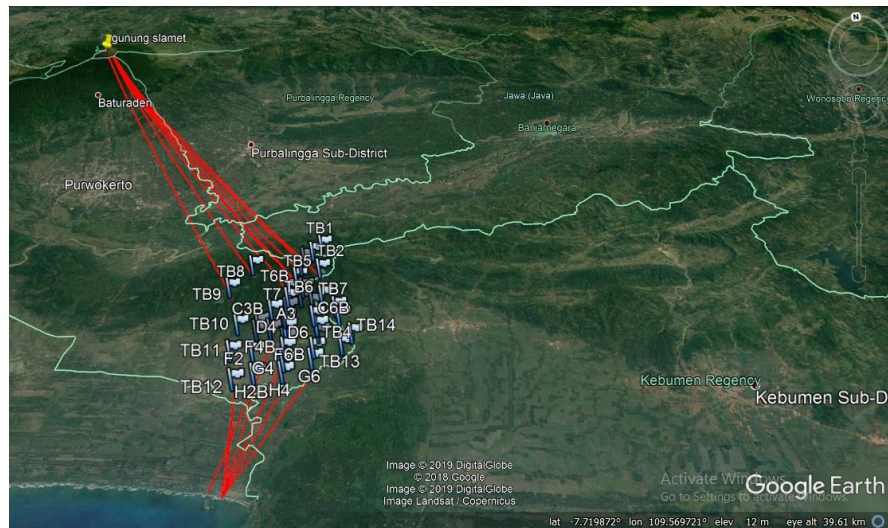 N
gunung slamet
Baturaden
Purbalingga Regency
Jawa (Java)
Wonosobo Regency
Banjarnegara
Purbalingga Sub-District
Purwokerto
TB1
TB2
TB5
TB8
T6B
TB9
TB6
TB7
T7
C3B
A3
C6B
TB10
D4
D6
TB4
TB14
TB11
F4B
F2
F6B
TB13
G4
G6
TB12
H2B
H4
Kebumen Regency
Kebumen Sub-D
Image © 2019 DigitalGlobe
© 2018 Google
Image © 2019 DigitalGlobe
Image Landsat / Copernicus
Activate Windows
Go to Settings to activate Windows.
Google Earth
lat -7.719872° lon 109.569721° elev 12 m eye alt 39.61 km